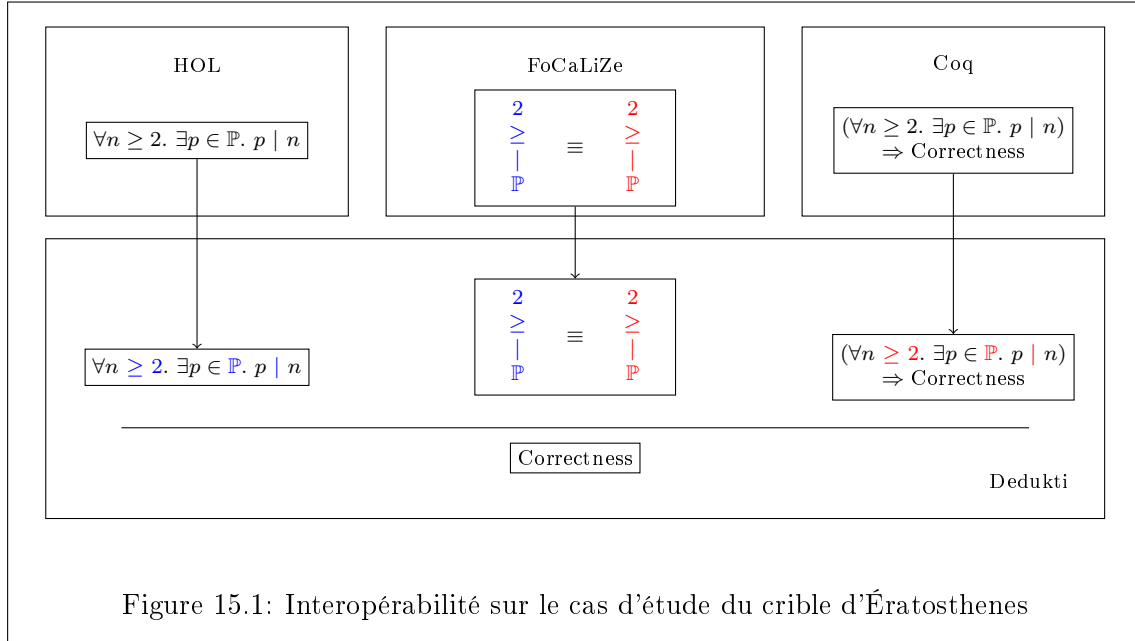 HOL
∀n ≥ 2. ∃p ∈ ℙ. p | n
FoCaLiZe
2 2
≥ ≥
≡
| |
ℙ ℙ
Coq
(∀n ≥ 2. ∃p ∈ ℙ. p | n)
⇒ Correctness
∀n ≥ 2. ∃p ∈ ℙ. p | n
2 2
≥ ≥
≡
| |
ℙ ℙ
(∀n ≥ 2. ∃p ∈ ℙ. p | n)
⇒ Correctness
Correctness
Dedukti
Figure 15.1: Interopérabilité sur le cas d'étude du crible d'Ératosthenes